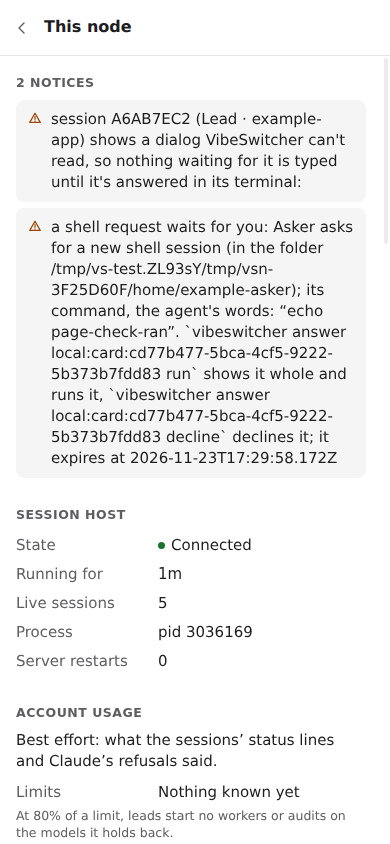 This node
2 NOTICES
session A6AB7EC2 (Lead · example-
app) shows a dialog VibeSwitcher can't
read, so nothing waiting for it is typed
until it's answered in its terminal:
a shell request waits for you: Asker asks
for a new shell session (in the folder
/tmp/vs-test.ZL93sY/tmp/vsn-
3F25D60F/home/example-asker); its
command, the agent's words: “echo
page-check-ran”. `vibeswitcher answer
local:card:cd77b477-5bca-4cf5-9222-
5b373b7fdd83 run` shows it whole and
runs it, `vibeswitcher answer
local:card:cd77b477-5bca-4cf5-9222-
5b373b7fdd83 decline` declines it; it
expires at 2026-11-23T17:29:58.172Z
SESSION HOST
State Connected
Running for 1m
Live sessions 5
Process pid 3036169
Server restarts 0
ACCOUNT USAGE
Best effort: what the sessions’ status lines
and Claude’s refusals said.
Limits Nothing known yet
At 80% of a limit, leads start no workers or audits on
the models it holds back.